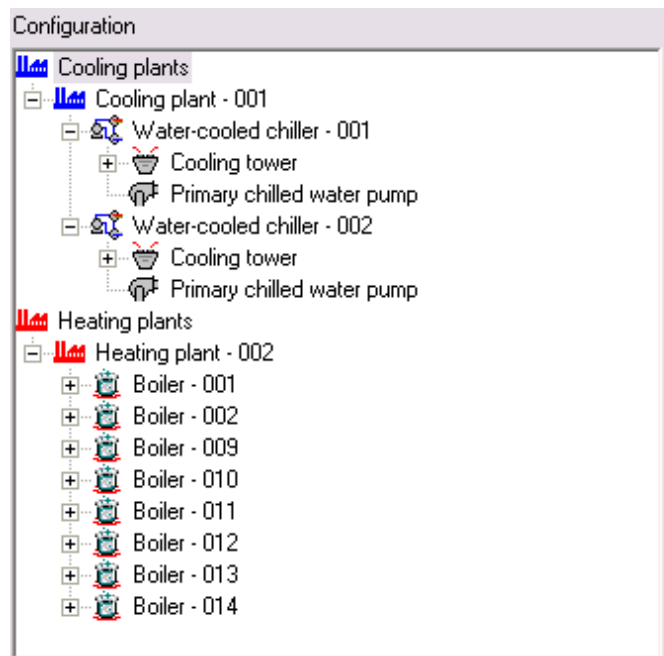 Configuration
Cooling plants
Cooling plant - 001
Water-cooled chiller - 001
Cooling tower
Primary chilled water pump
Water-cooled chiller - 002
Cooling tower
Primary chilled water pump
Heating plants
Heating plant - 002
Boiler - 001
Boiler - 002
Boiler - 009
Boiler - 010
Boiler - 011
Boiler - 012
Boiler - 013
Boiler - 014